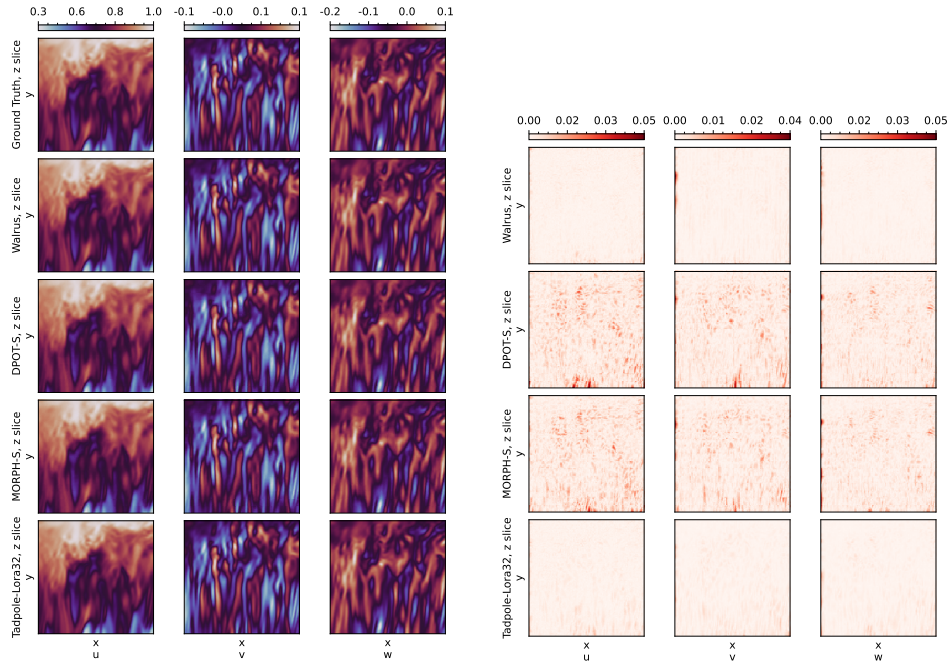 0.3 0.6 0.8 1.0
-0.1 -0.0 0.1 0.1
-0.2 -0.1 0.0 0.1
Ground Truth, z slice
y
Walrus, z slice
y
DPOT-S, z slice
y
MORPH-S, z slice
y
Tadpole-Lora32, z slice
y
x
u
x
v
x
w
0.00 0.02 0.03 0.05
0.00 0.01 0.03 0.04
0.00 0.02 0.03 0.05
Walrus, z slice
y
DPOT-S, z slice
y
MORPH-S, z slice
y
Tadpole-Lora32, z slice
y
x
u
x
v
x
w